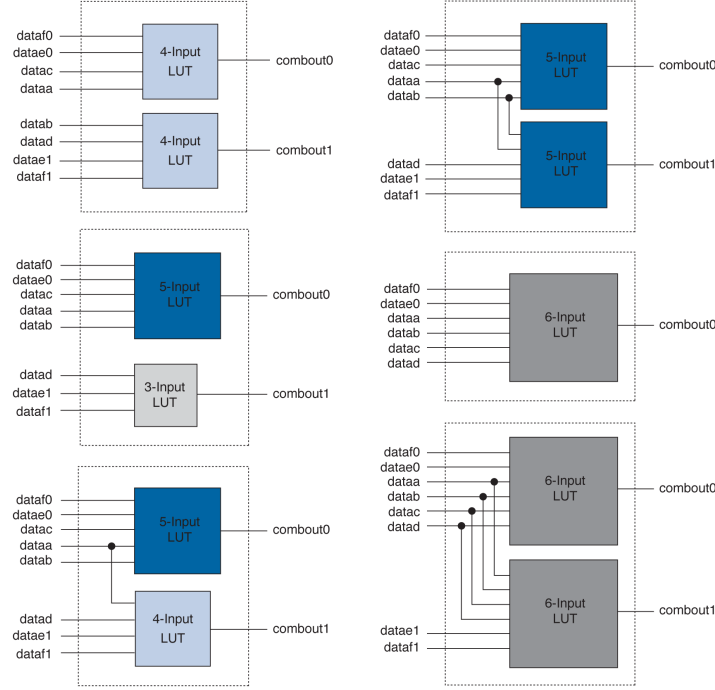 dataf0
datae0
datac
dataa
4-Input
LUT
combout0
datab
datad
datae1
dataf1
4-Input
LUT
combout1
dataf0
datae0
datac
dataa
datab
5-Input
LUT
combout0
datad
datae1
dataf1
3-Input
LUT
combout1
dataf0
datae0
datac
dataa
datab
5-Input
LUT
combout0
datad
datae1
dataf1
4-Input
LUT
combout1
dataf0
datae0
datac
dataa
datab
5-Input
LUT
combout0
datad
datae1
dataf1
5-Input
LUT
combout1
dataf0
datae0
dataa
datab
datac
datad
6-Input
LUT
combout0
dataf0
datae0
dataa
datab
datac
datad
6-Input
LUT
combout0
datae1
dataf1
6-Input
LUT
combout1